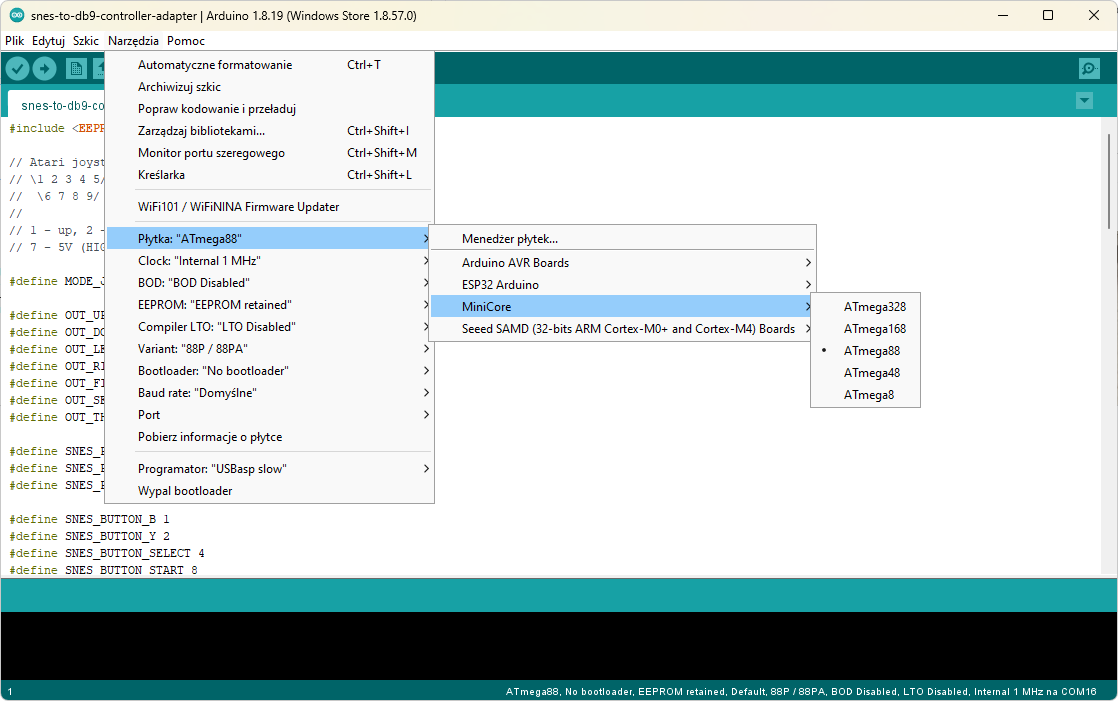 snes-to-db9-controller-adapter | Arduino 1.8.19 (Windows Store 1.8.57.0)
Plik Edytuj Szkic Narzędzia Pomoc
snes-to-db9-co
Automatyczne formatowanie Ctrl+T
Archiwizuj szkic
Popraw kodowanie i przeładuj
Zarządzaj bibliotekami... Ctrl+Shift+I
Monitor portu szeregowego Ctrl+Shift+M
Kreślarka Ctrl+Shift+L
WiFi101 / WiFiNINA Firmware Updater
Płytka: "ATmega88"
Clock: "Internal 1 MHz"
BOD: "BOD Disabled"
EEPROM: "EEPROM retained"
Compiler LTO: "LTO Disabled"
Variant: "88P / 88PA"
Bootloader: "No bootloader"
Baud rate: "Domyślne"
Port
Pobierz informacje o płytce
Programator: "USBasp slow"
Wypal bootloader
Menedżer płytek...
Arduino AVR Boards
ESP32 Arduino
MiniCore
Seeed SAMD (32-bits ARM Cortex-M0+ and Cortex-M4) Boards
ATmega328
ATmega168
• ATmega88
ATmega48
ATmega8
#include <EEPR
// Atari joyst
// \1 2 3 4 5/
//  \6 7 8 9/
//
// 1 - up, 2 -
// 7 - 5V (HIG
#define MODE_J
#define OUT_UP
#define OUT_DO
#define OUT_LE
#define OUT_RI
#define OUT_FI
#define OUT_SE
#define OUT_TH
#define SNES_
#define SNES_
#define SNES_
#define SNES_BUTTON_B 1
#define SNES_BUTTON_Y 2
#define SNES_BUTTON_SELECT 4
#define SNES_BUTTON_START 8
1
ATmega88, No bootloader, EEPROM retained, Default, 88P / 88PA, BOD Disabled, LTO Disabled, Internal 1 MHz na COM16